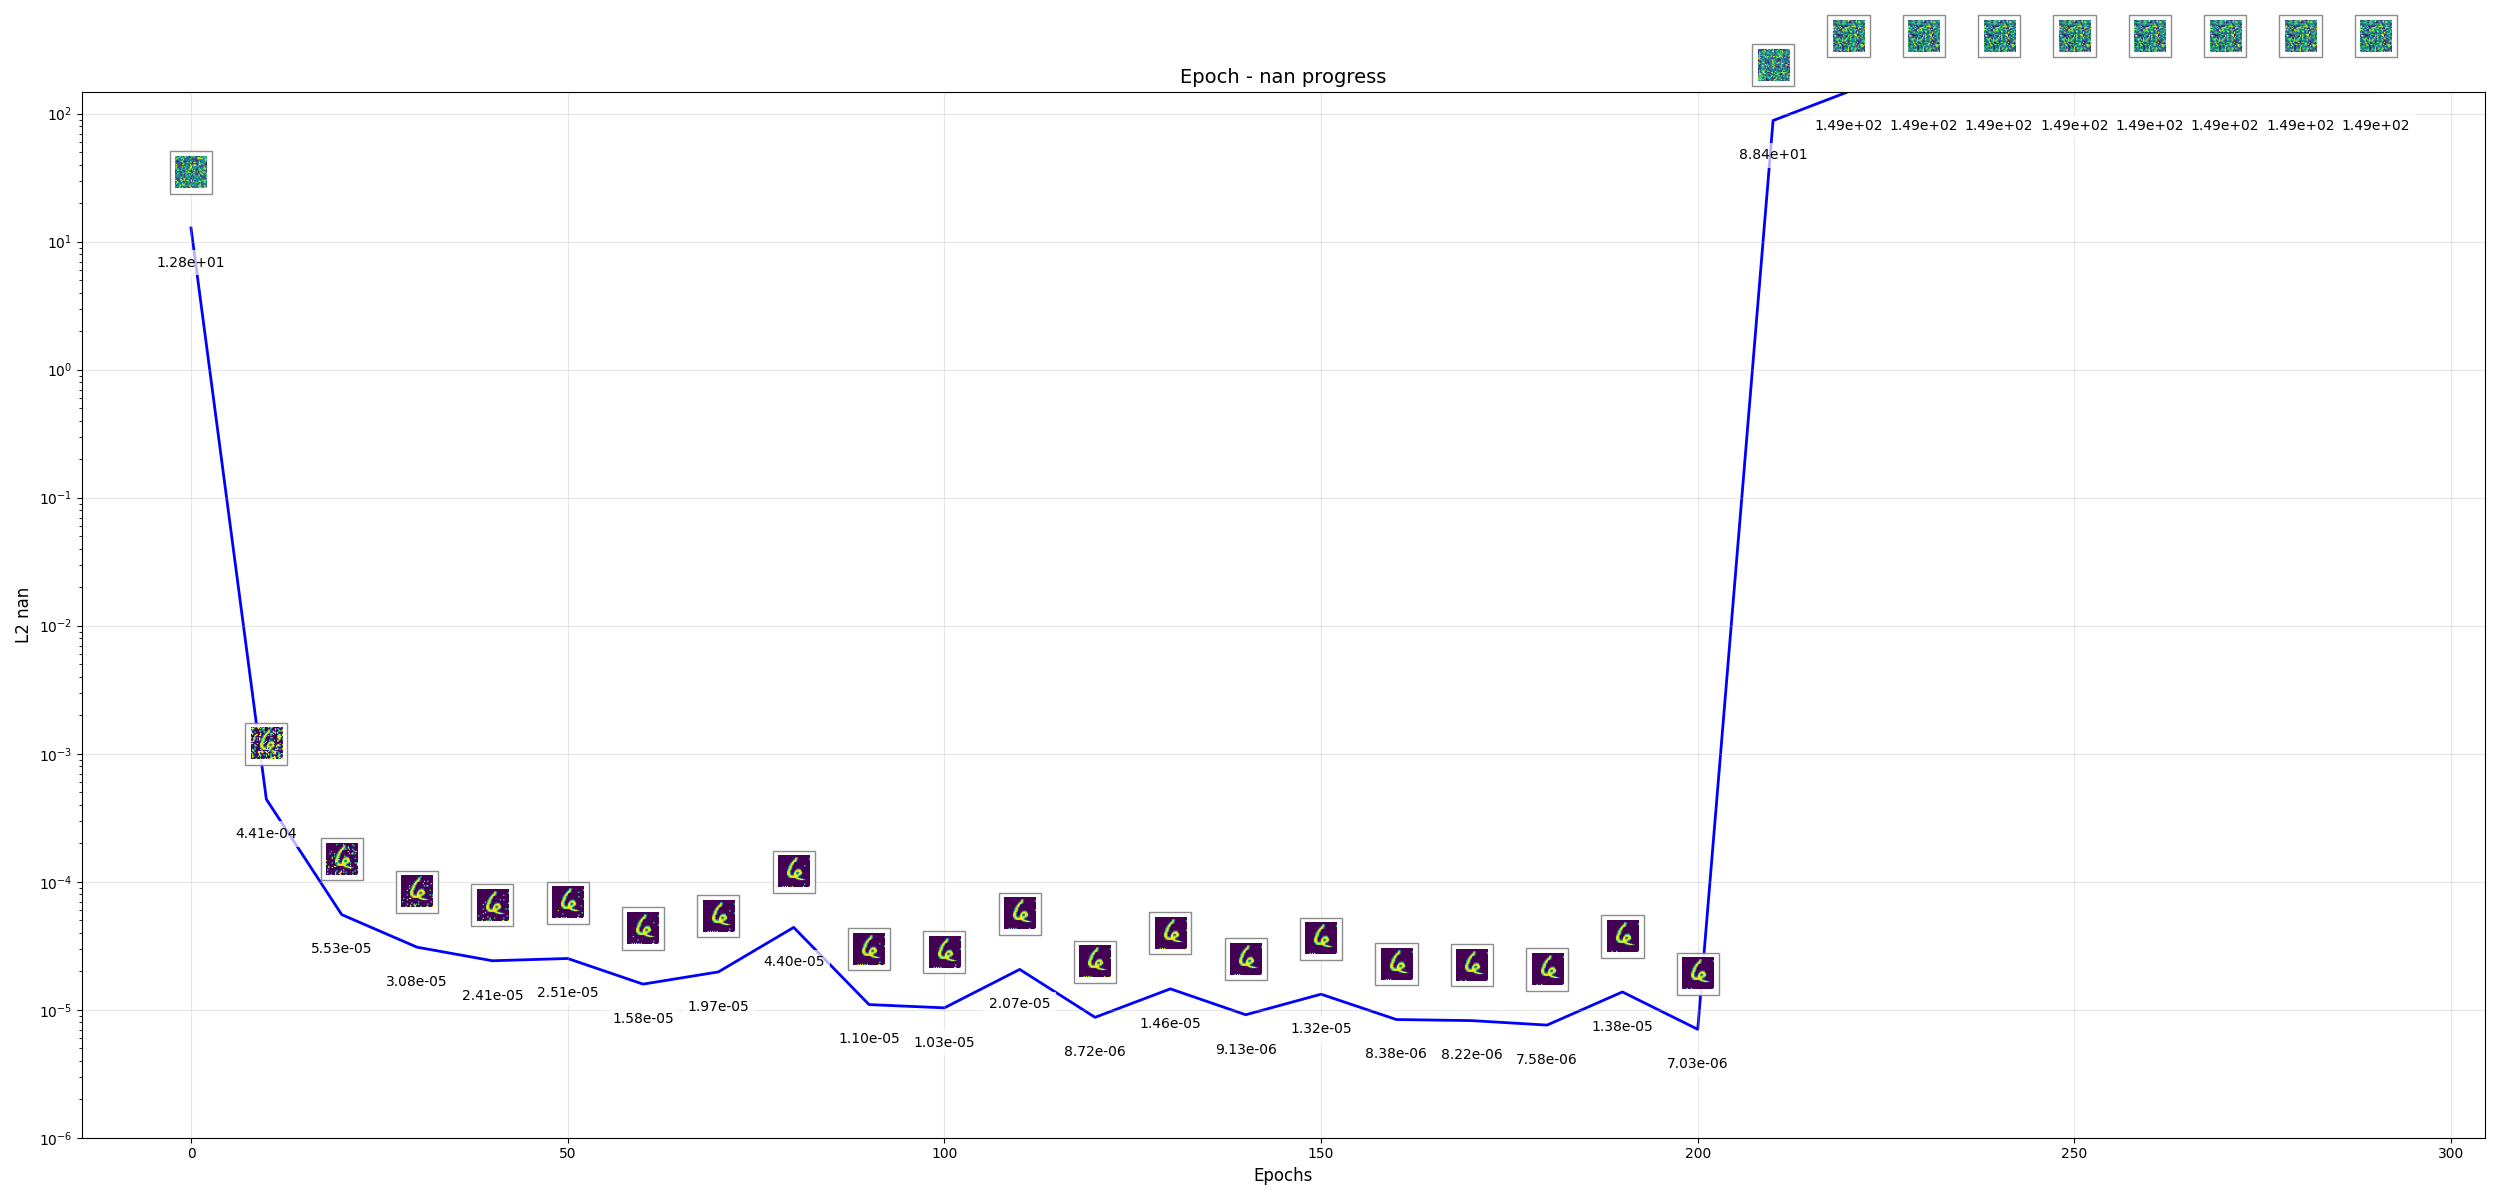 Epoch - nan progress
L2 nan
10²
10¹
10⁰
10⁻¹
10⁻²
10⁻³
10⁻⁴
10⁻⁵
10⁻⁶
1.28e+01
4.41e-04
5.53e-05
3.08e-05
2.41e-05
2.51e-05
1.58e-05
1.97e-05
4.40e-05
1.10e-05
1.03e-05
2.07e-05
8.72e-06
1.46e-05
9.13e-06
1.32e-05
8.38e-06
8.22e-06
7.58e-06
1.38e-05
7.03e-06
8.84e+01
1.49e+02
1.49e+02
1.49e+02
1.49e+02
1.49e+02
1.49e+02
1.49e+02
1.49e+02
0 50 100 150 200 250 300
Epochs